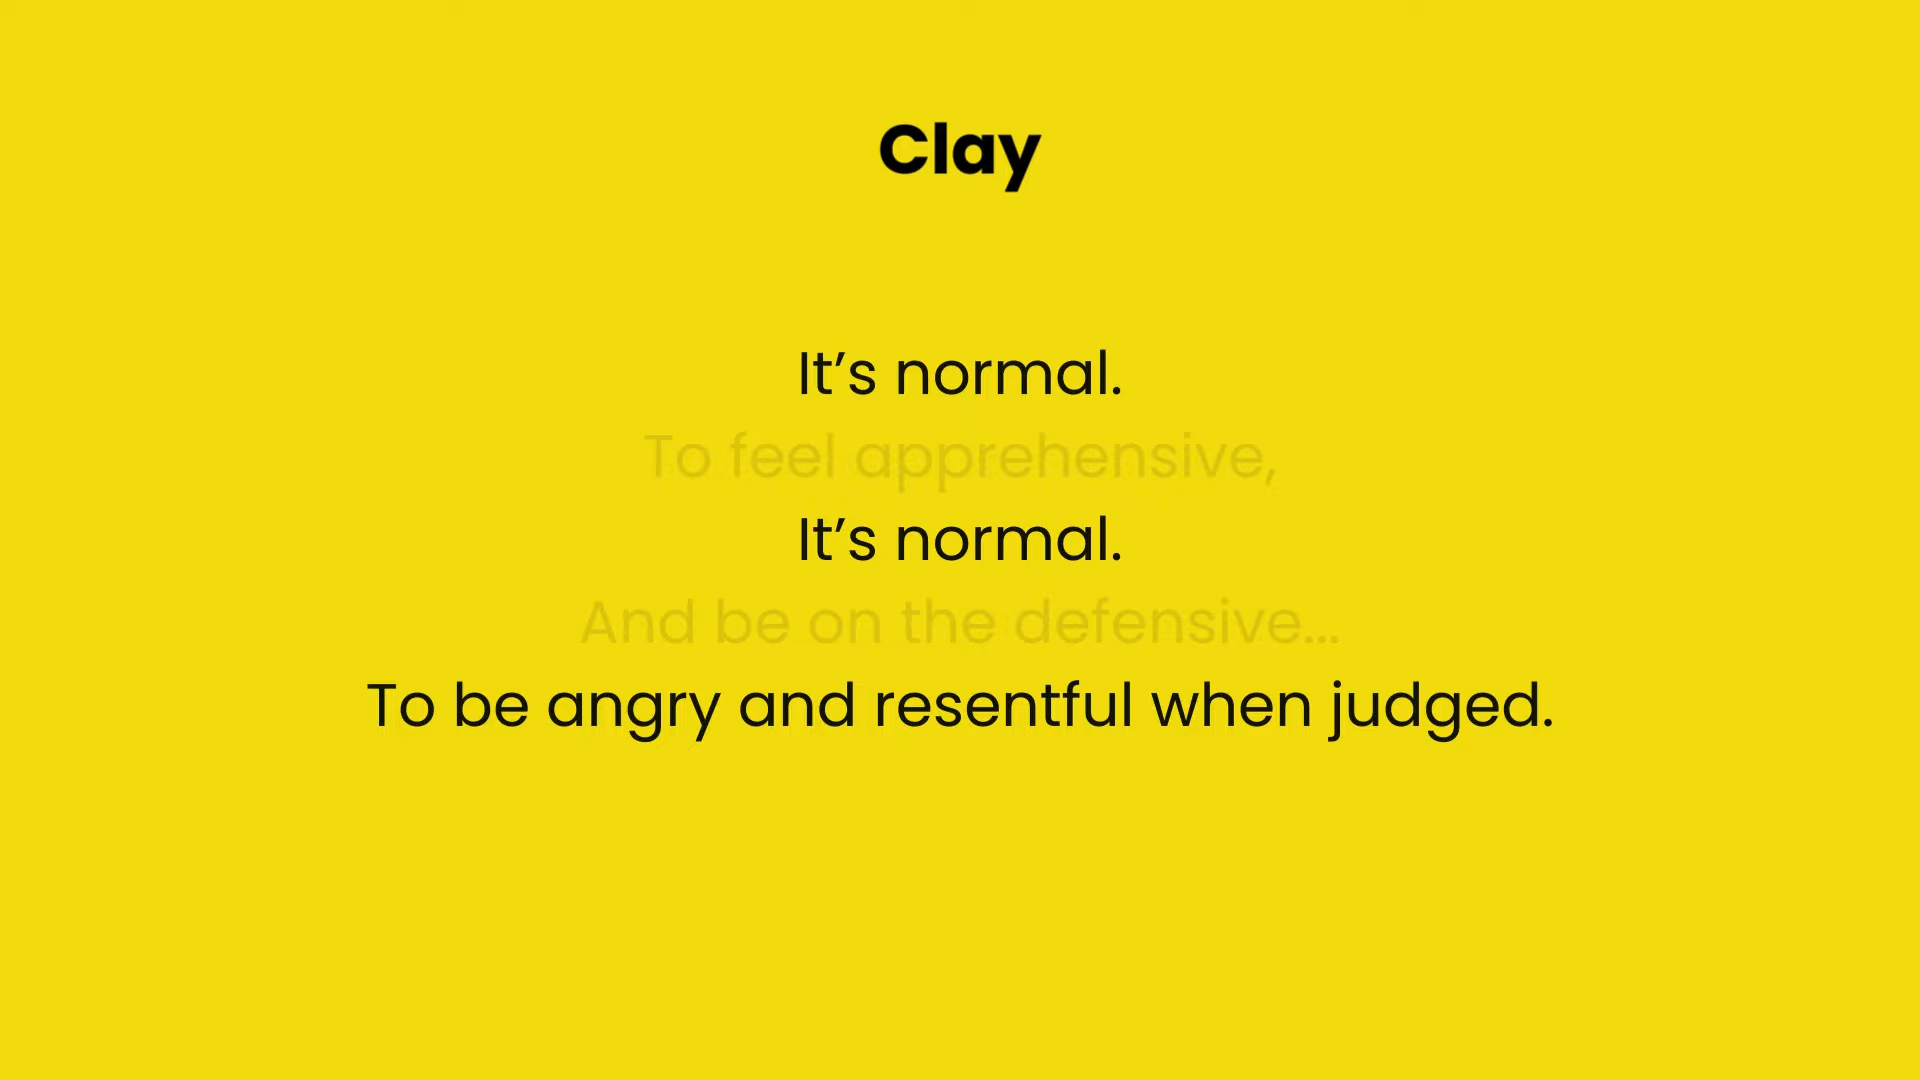 Clay
It’s normal.
To feel apprehensive,
It’s normal.
And be on the defensive...
To be angry and resentful when judged.